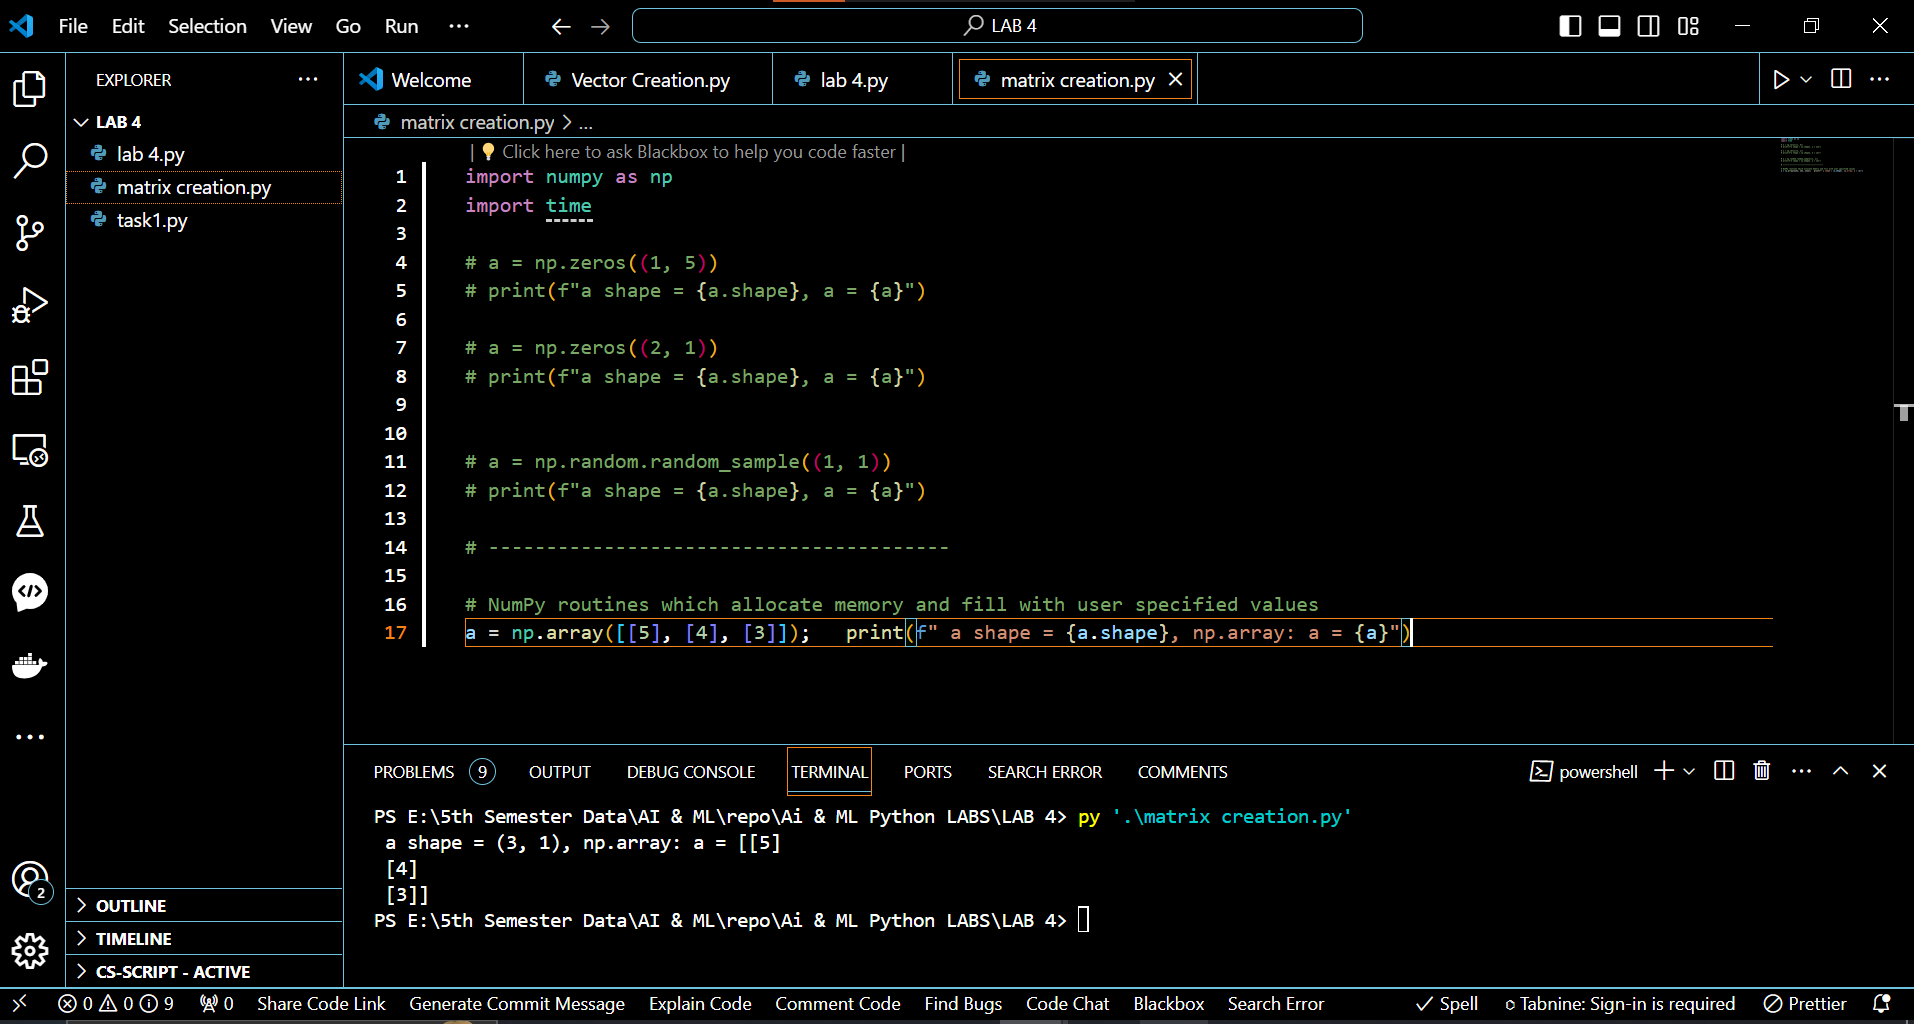 File Edit Selection View Go Run ··· LAB 4
EXPLORER ···
LAB 4
lab 4.py
matrix creation.py
task1.py
OUTLINE
TIMELINE
CS-SCRIPT - ACTIVE
Welcome Vector Creation.py lab 4.py matrix creation.py
matrix creation.py > ...
| Click here to ask Blackbox to help you code faster |
1 import numpy as np
2 import time
3
4 # a = np.zeros((1, 5))
5 # print(f"a shape = {a.shape}, a = {a}")
6
7 # a = np.zeros((2, 1))
8 # print(f"a shape = {a.shape}, a = {a}")
9
10
11 # a = np.random.random_sample((1, 1))
12 # print(f"a shape = {a.shape}, a = {a}")
13
14 # ----------------------------------------
15
16 # NumPy routines which allocate memory and fill with user specified values
17 a = np.array([[5], [4], [3]]);   print(f" a shape = {a.shape}, np.array: a = {a}")
PROBLEMS 9 OUTPUT DEBUG CONSOLE TERMINAL PORTS SEARCH ERROR COMMENTS powershell
PS E:\5th Semester Data\AI & ML\repo\Ai & ML Python LABS\LAB 4> py '.\matrix creation.py'
 a shape = (3, 1), np.array: a = [[5]
 [4]
 [3]]
PS E:\5th Semester Data\AI & ML\repo\Ai & ML Python LABS\LAB 4>
2
0 0 9 0 Share Code Link Generate Commit Message Explain Code Comment Code Find Bugs Code Chat Blackbox Search Error Spell Tabnine: Sign-in is required Prettier